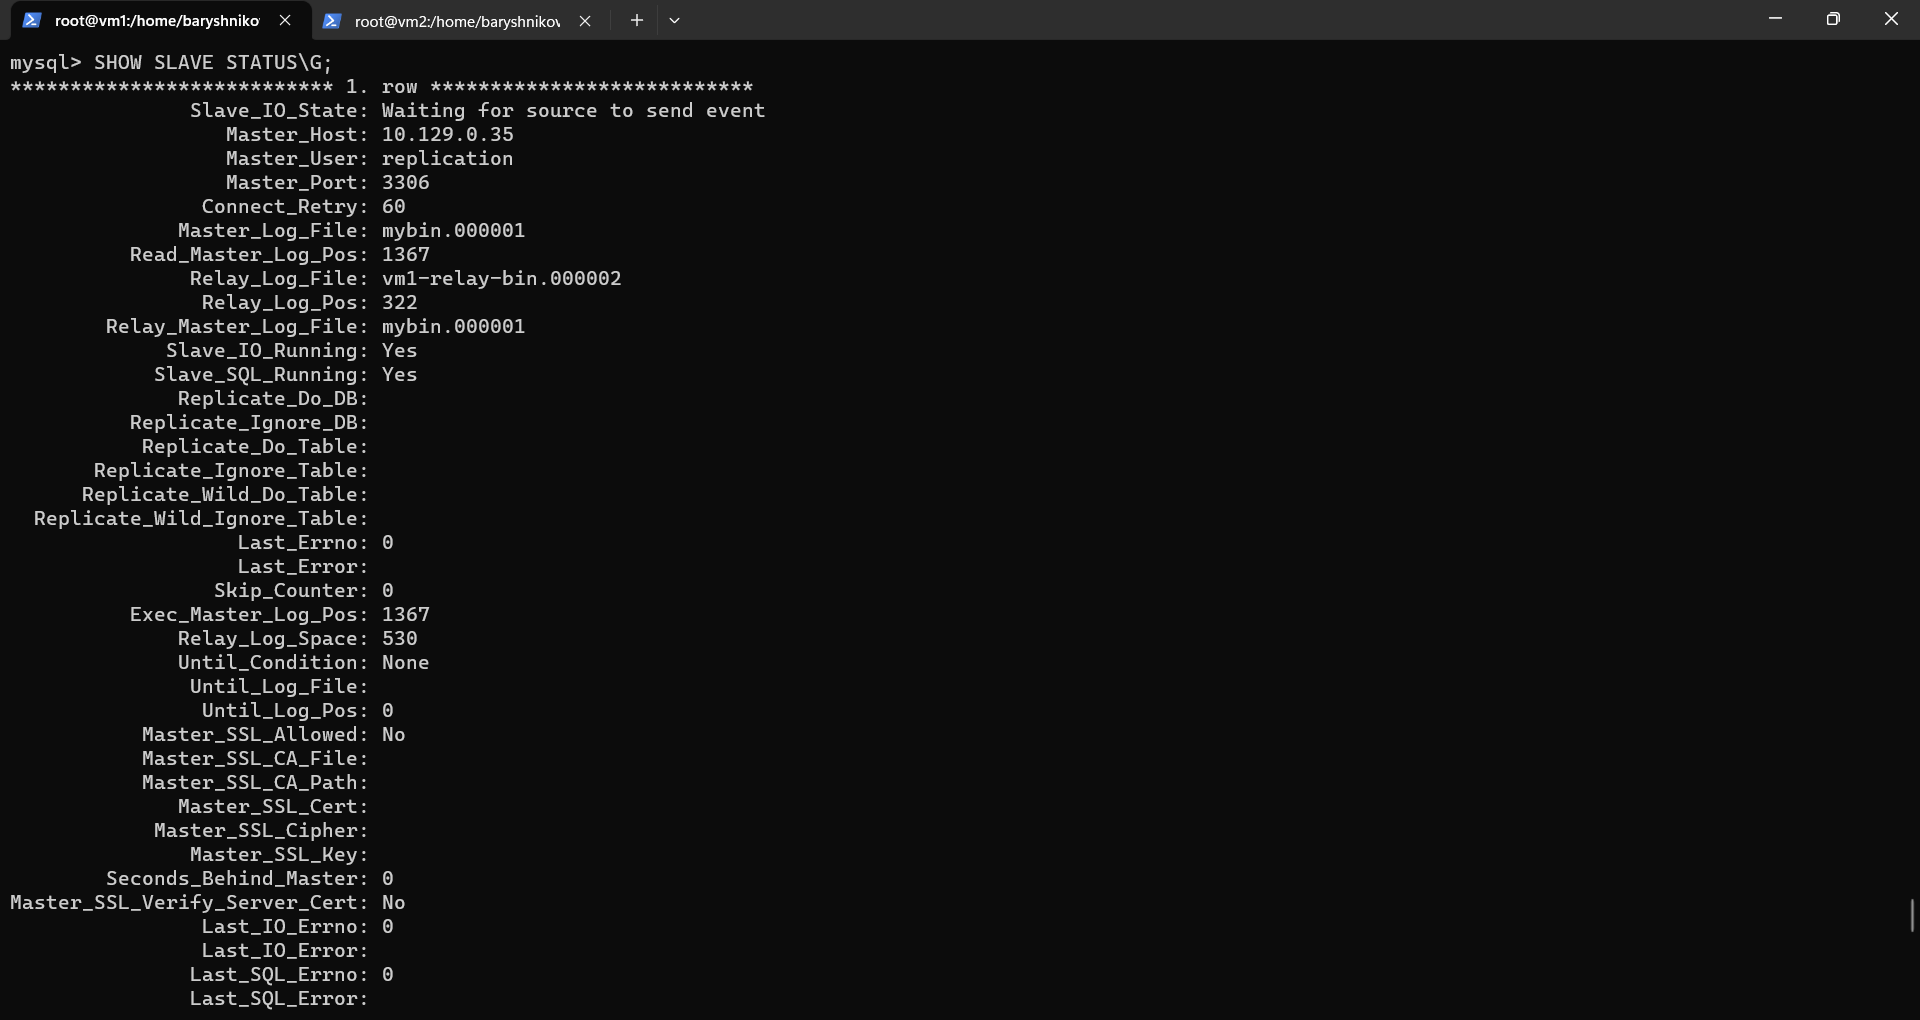 root@vm1:/home/baryshniko
root@vm2:/home/baryshnikov
mysql> SHOW SLAVE STATUS\G;
*************************** 1. row ***************************
Slave_IO_State: Waiting for source to send event
Master_Host: 10.129.0.35
Master_User: replication
Master_Port: 3306
Connect_Retry: 60
Master_Log_File: mybin.000001
Read_Master_Log_Pos: 1367
Relay_Log_File: vm1-relay-bin.000002
Relay_Log_Pos: 322
Relay_Master_Log_File: mybin.000001
Slave_IO_Running: Yes
Slave_SQL_Running: Yes
Replicate_Do_DB:
Replicate_Ignore_DB:
Replicate_Do_Table:
Replicate_Ignore_Table:
Replicate_Wild_Do_Table:
Replicate_Wild_Ignore_Table:
Last_Errno: 0
Last_Error:
Skip_Counter: 0
Exec_Master_Log_Pos: 1367
Relay_Log_Space: 530
Until_Condition: None
Until_Log_File:
Until_Log_Pos: 0
Master_SSL_Allowed: No
Master_SSL_CA_File:
Master_SSL_CA_Path:
Master_SSL_Cert:
Master_SSL_Cipher:
Master_SSL_Key:
Seconds_Behind_Master: 0
Master_SSL_Verify_Server_Cert: No
Last_IO_Errno: 0
Last_IO_Error:
Last_SQL_Errno: 0
Last_SQL_Error: